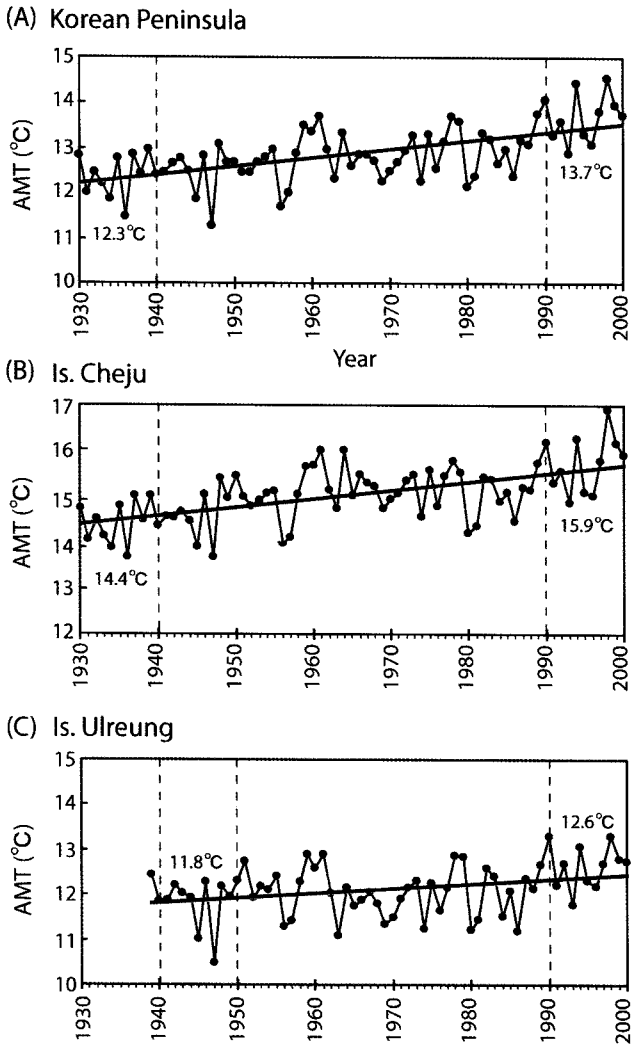 (A) Korean Peninsula
15
14
13
12
11
10
AMT (°C)
12.3°C
13.7°C
1930 1940 1950 1960 1970 1980 1990 2000
Year
(B) Is. Cheju
17
16
15
14
13
12
AMT (°C)
14.4°C
15.9°C
1930 1940 1950 1960 1970 1980 1990 2000
(C) Is. Ulreung
15
14
13
12
11
10
AMT (°C)
11.8°C
12.6°C
1930 1940 1950 1960 1970 1980 1990 2000